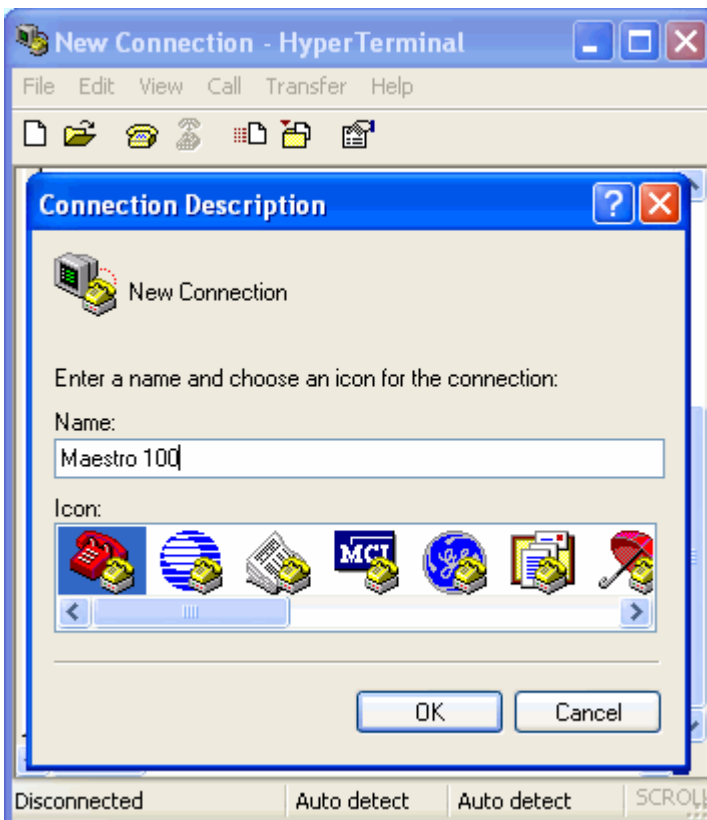 New Connection - HyperTerminal
File Edit View Call Transfer Help
Connection Description
New Connection
Enter a name and choose an icon for the connection:
Name:
Maestro 100
Icon:
MCI
OK Cancel
Disconnected Auto detect Auto detect SCROLL